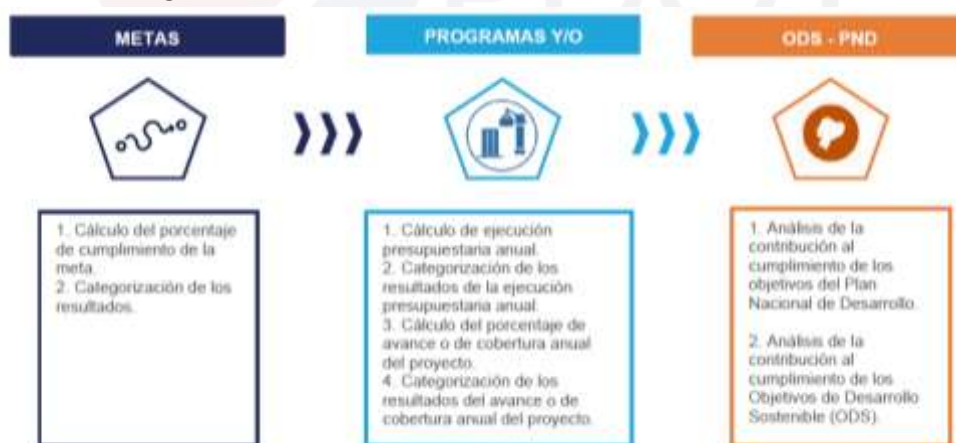 METAS
PROGRAMAS Y/O
ODS - PND
1. Cálculo del porcentaje
de cumplimiento de la
meta.
2. Categorización de los
resultados.
1. Cálculo de ejecución
presupuestaria anual.
2. Categorización de los
resultados de la ejecución
presupuestaria anual.
3. Cálculo del porcentaje de
avance o de cobertura anual
del proyecto.
4. Categorización de los
resultados del avance o de
cobertura anual del proyecto.
1. Análisis de la
contribución al
cumplimiento de los
objetivos del Plan
Nacional de Desarrollo.
2. Análisis de la
contribución al
cumplimiento de los
Objetivos de Desarrollo
Sostenible (ODS).